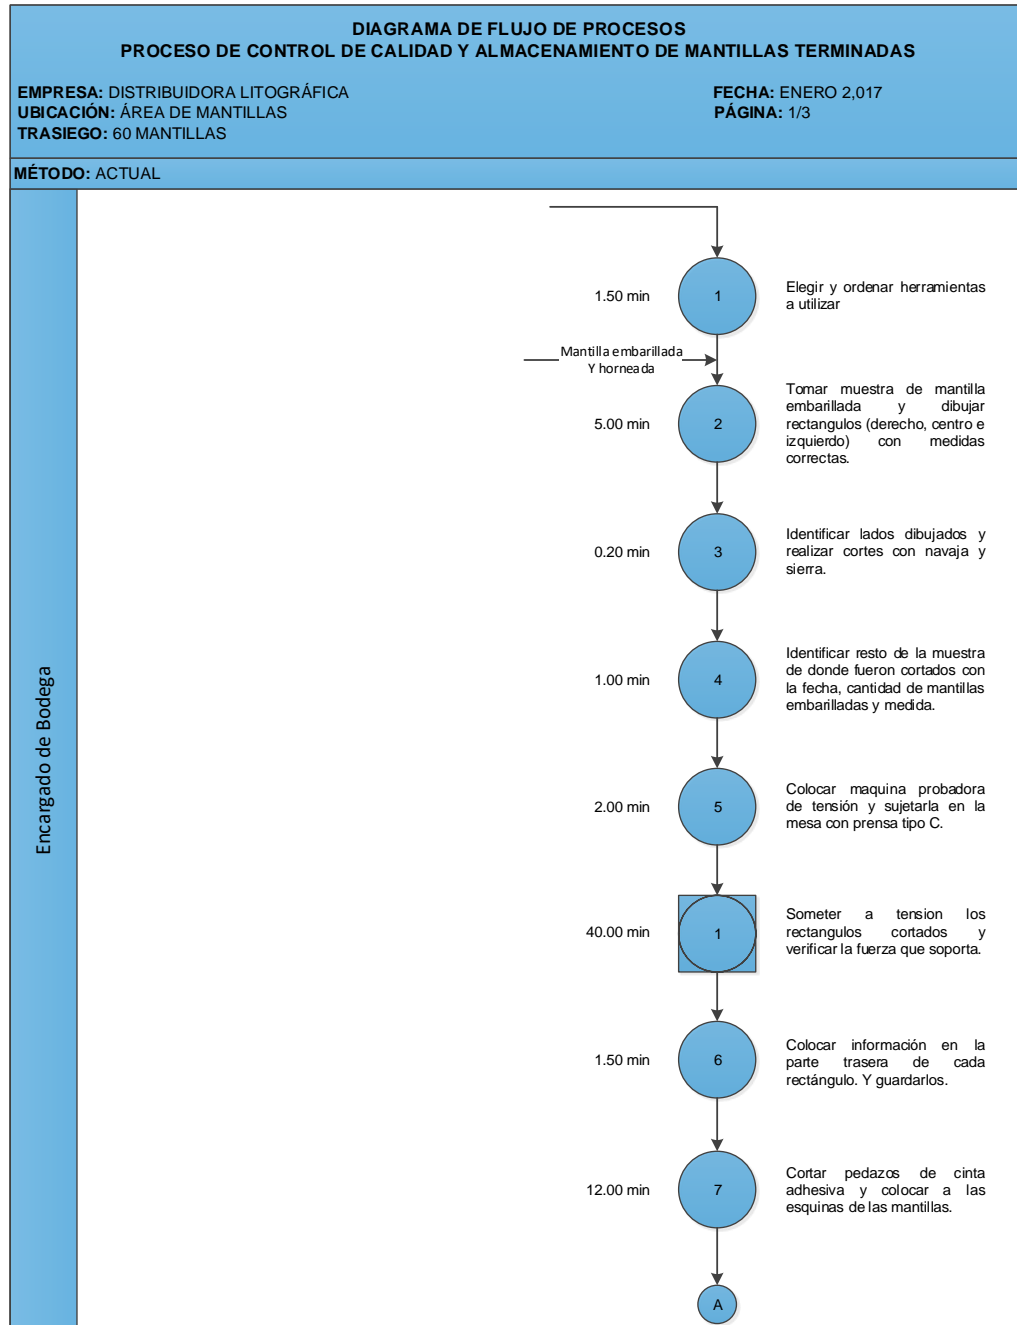 DIAGRAMA DE FLUJO DE PROCESOS
PROCESO DE CONTROL DE CALIDAD Y ALMACENAMIENTO DE MANTILLAS TERMINADAS
EMPRESA: DISTRIBUIDORA LITOGRÁFICA
FECHA: ENERO 2,017
UBICACIÓN: ÁREA DE MANTILLAS
PÁGINA: 1/3
TRASIEGO: 60 MANTILLAS
MÉTODO: ACTUAL
Encargado de Bodega
1.50 min
1
Elegir y ordenar herramientas
a utilizar
Mantilla embarillada
Y horneada
5.00 min
2
Tomar muestra de mantilla
embarillada y dibujar
rectangulos (derecho, centro e
izquierdo) con medidas
correctas.
0.20 min
3
Identificar lados dibujados y
realizar cortes con navaja y
sierra.
1.00 min
4
Identificar resto de la muestra
de donde fueron cortados con
la fecha, cantidad de mantillas
embarilladas y medida.
2.00 min
5
Colocar maquina probadora
de tensión y sujetarla en la
mesa con prensa tipo C.
40.00 min
1
Someter a tension los
rectangulos cortados y
verificar la fuerza que soporta.
1.50 min
6
Colocar información en la
parte trasera de cada
rectángulo. Y guardarlos.
12.00 min
7
Cortar pedazos de cinta
adhesiva y colocar a las
esquinas de las mantillas.
A